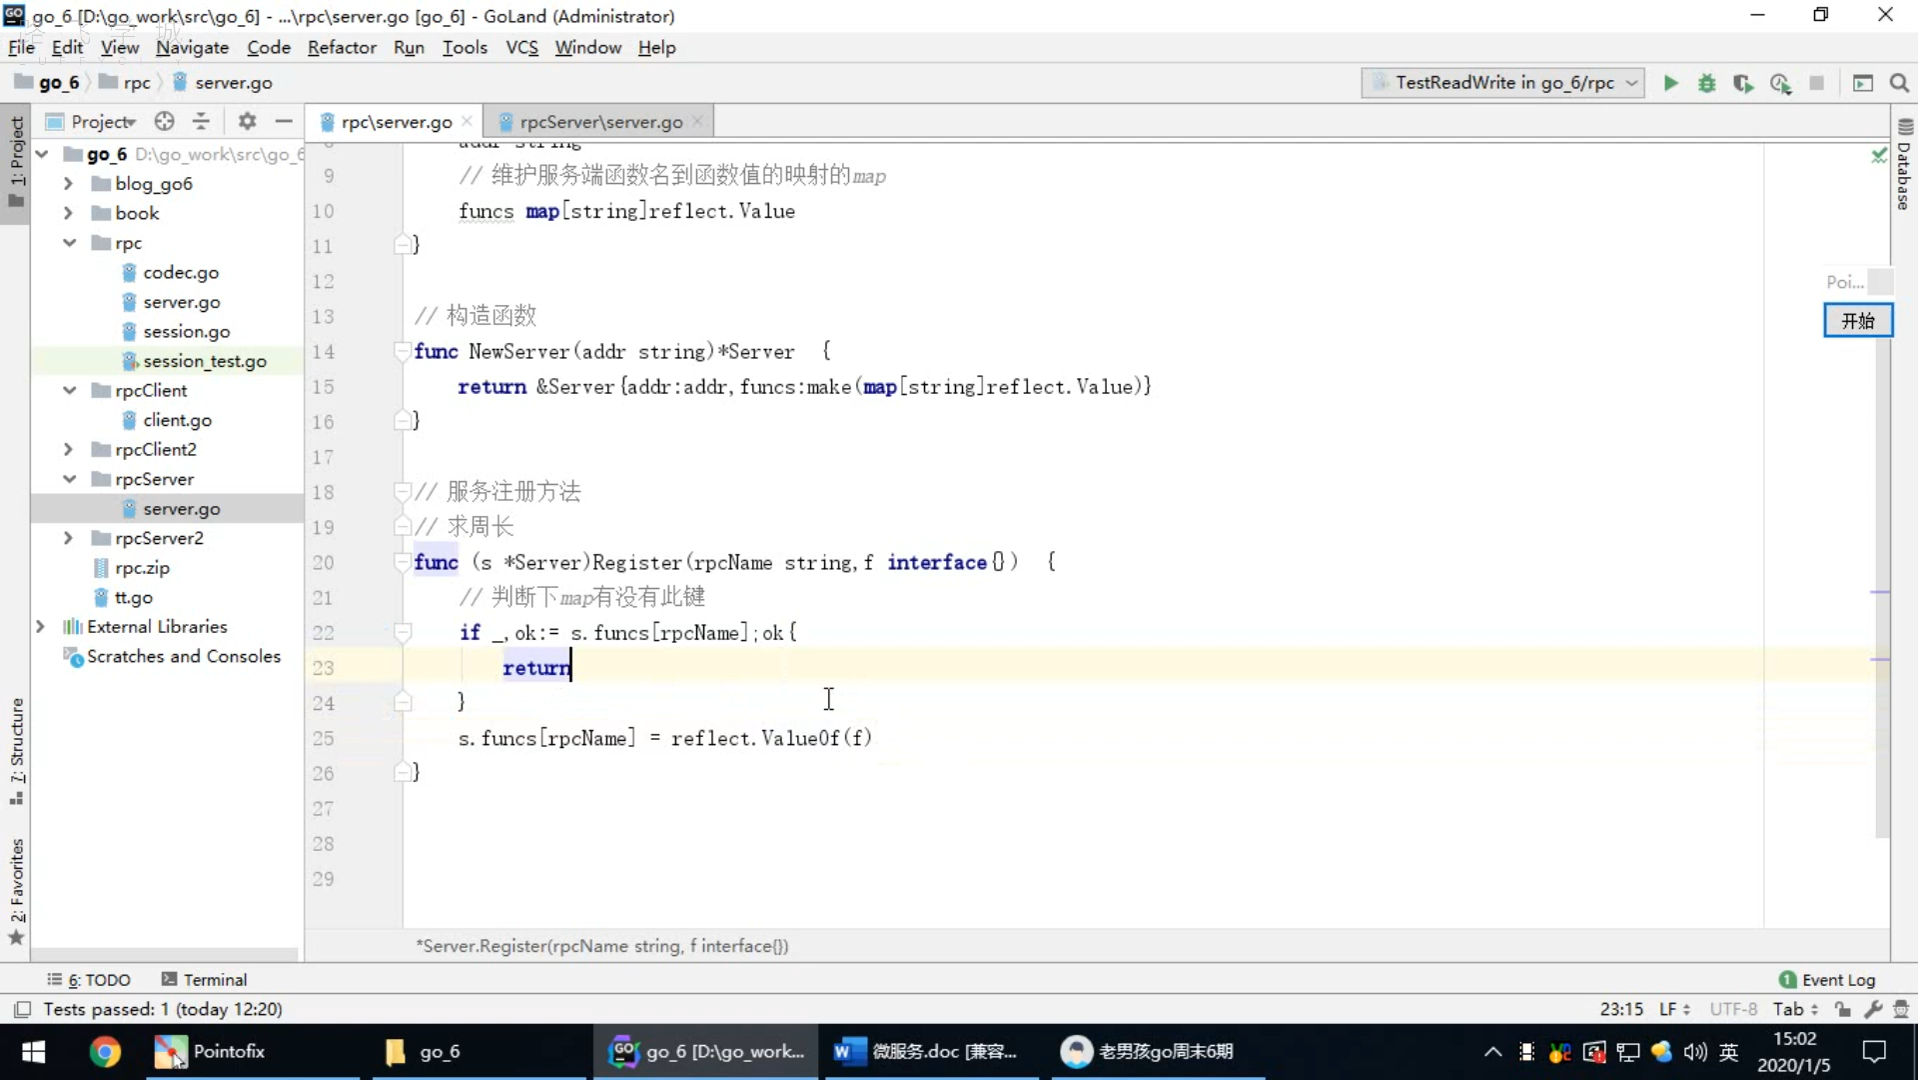 go_6 [D:\go_work\src\go_6] - ...\rpc\server.go [go_6] - GoLand (Administrator)
File Edit View Navigate Code Refactor Run Tools VCS Window Help
go_6 rpc server.go
TestReadWrite in go_6/rpc
1: Project
Project
rpc\server.go
rpcServer\server.go
go_6 D:\go_work\src\go_6
blog_go6
book
rpc
codec.go
server.go
session.go
session_test.go
rpcClient
client.go
rpcClient2
rpcServer
server.go
rpcServer2
rpc.zip
tt.go
External Libraries
Scratches and Consoles
8 addr string
9 // 维护服务端函数名到函数值的映射的map
10 funcs map[string]reflect.Value
11 }
12
13 // 构造函数
14 func NewServer(addr string)*Server {
15 return &Server{addr:addr,funcs:make(map[string]reflect.Value)}
16 }
17
18 // 服务注册方法
19 // 求周长
20 func (s *Server)Register(rpcName string,f interface{}) {
21 // 判断下map有没有此键
22 if _,ok:= s.funcs[rpcName];ok{
23 return
24 }
25 s.funcs[rpcName] = reflect.ValueOf(f)
26 }
27
28
29
*Server.Register(rpcName string, f interface{})
Database
Poi...
开始
7: Structure
2: Favorites
6: TODO Terminal
1 Event Log
Tests passed: 1 (today 12:20)
23:15 LF UTF-8 Tab
Pointofix
go_6
go_6 [D:\go_work...
微服务.doc [兼容...
老男孩go周末6期
英
15:02
2020/1/5